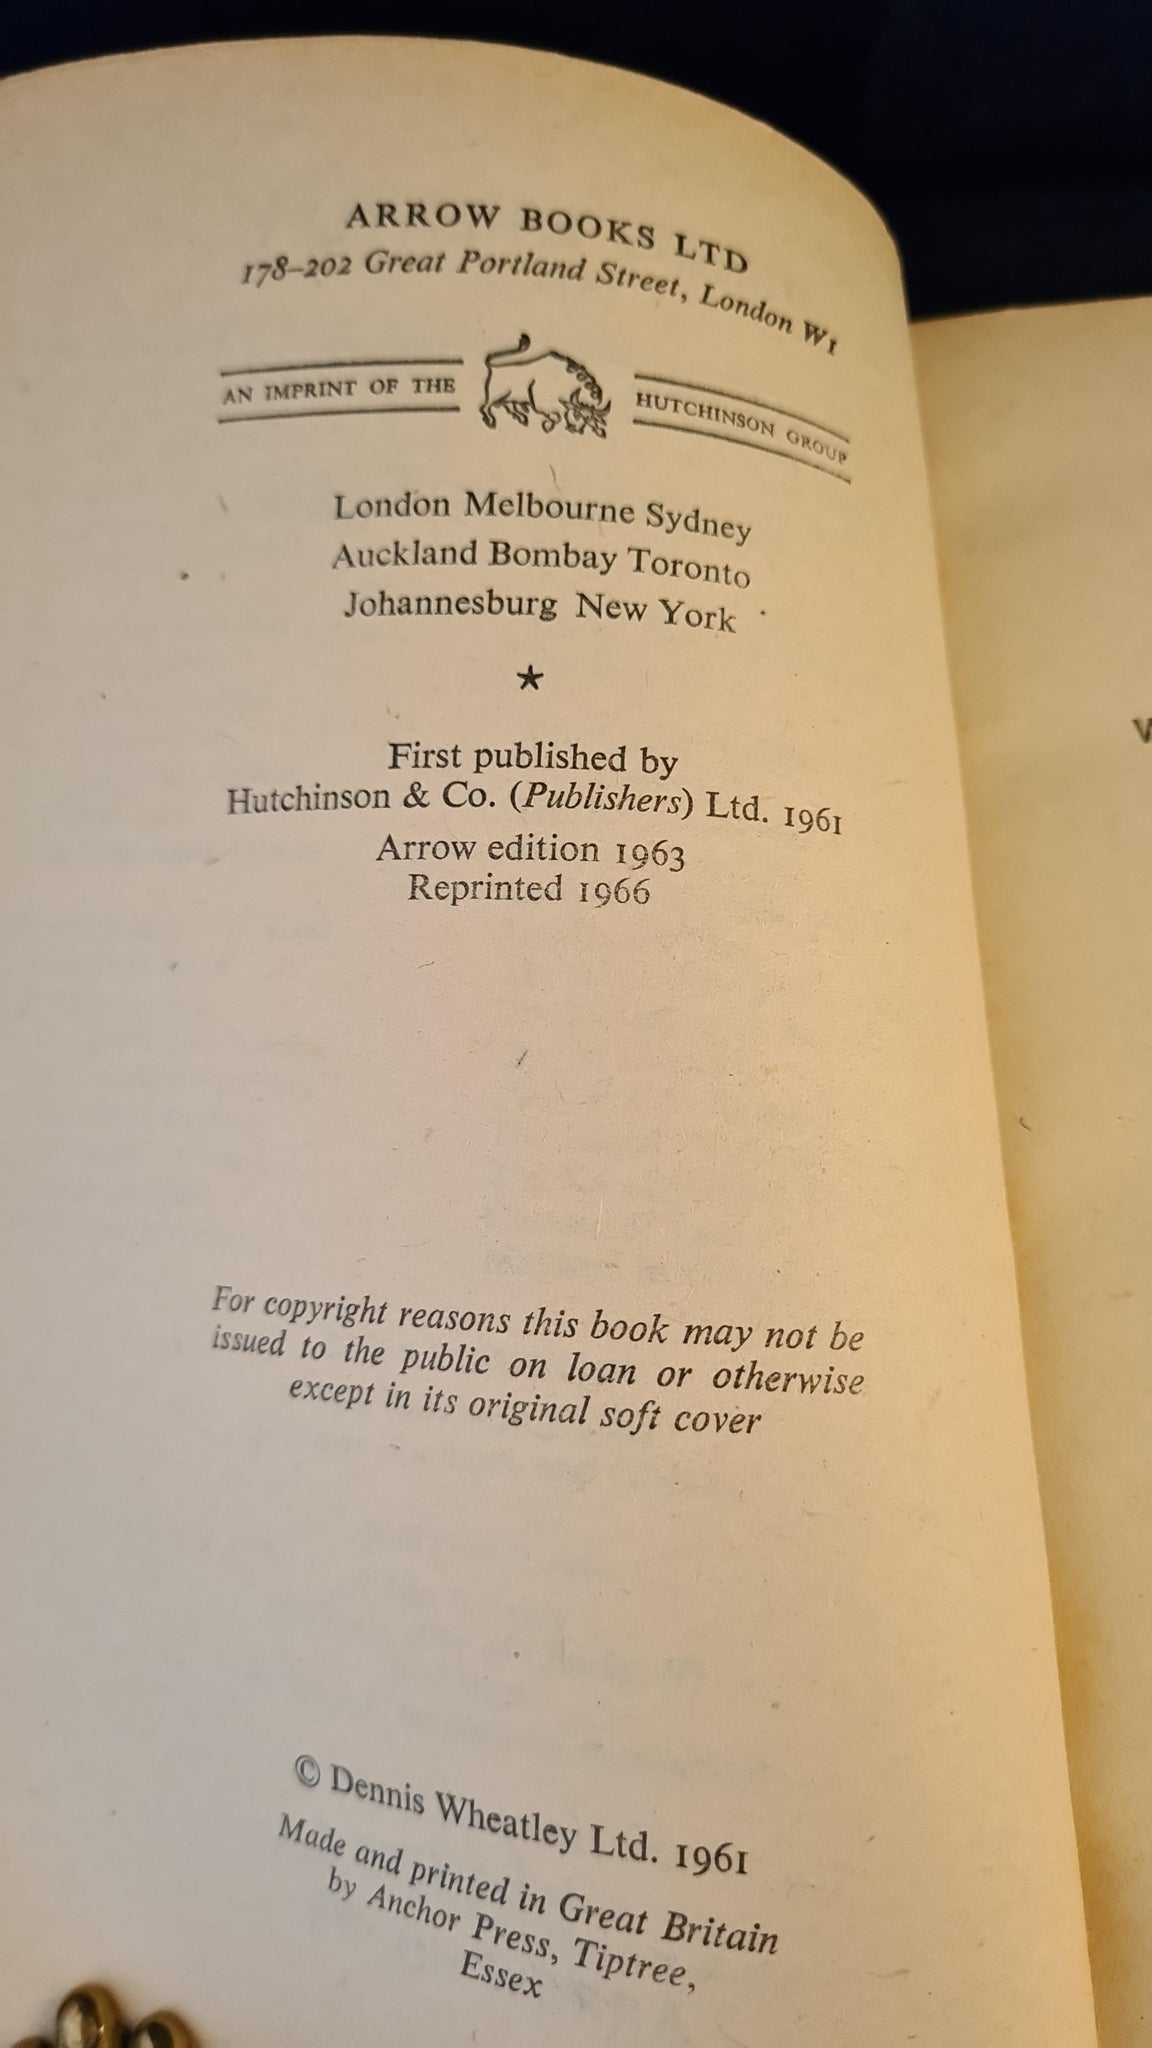 ARROW BOOKS LTD
178–202 Great Portland Street, London W1
AN IMPRINT OF THE HUTCHINSON GROUP
London Melbourne Sydney
Auckland Bombay Toronto
Johannesburg New York
★
First published by
Hutchinson & Co. (Publishers) Ltd. 1961
Arrow edition 1963
Reprinted 1966
For copyright reasons this book may not be
issued to the public on loan or otherwise
except in its original soft cover
© Dennis Wheatley Ltd. 1961
Made and printed in Great Britain
by Anchor Press, Tiptree,
Essex